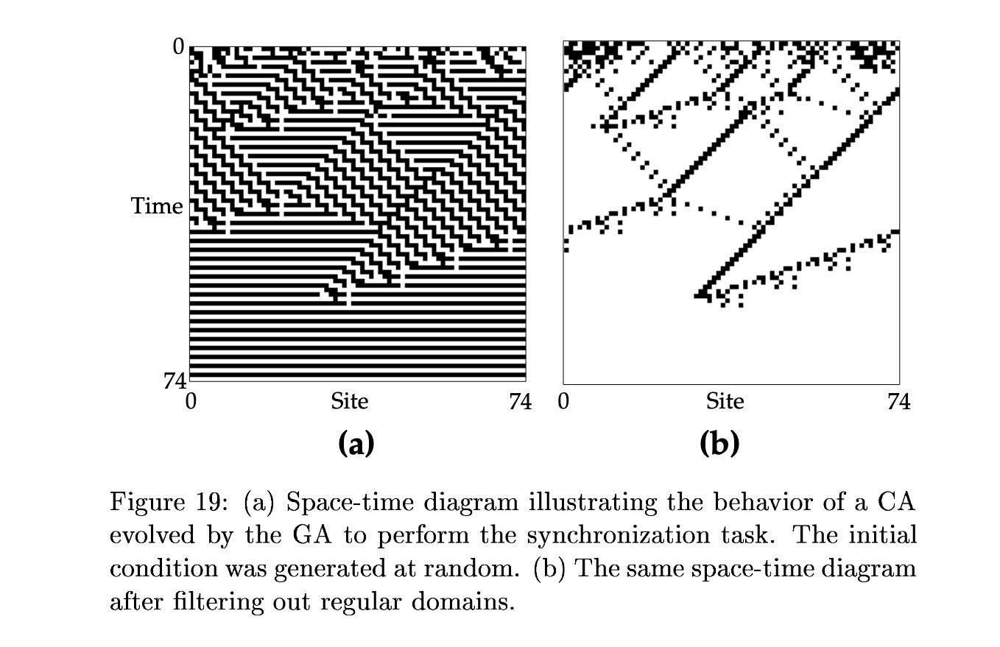 0
Time
74
0 Site 74
0 Site 74
(a)
(b)
Figure 19: (a) Space-time diagram illustrating the behavior of a CA
evolved by the GA to perform the synchronization task. The initial
condition was generated at random. (b) The same space-time diagram
after filtering out regular domains.